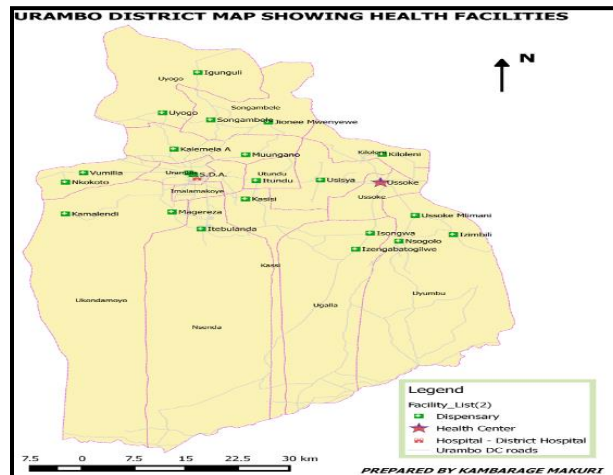 URAMBO DISTRICT MAP SHOWING HEALTH FACILITIES
N
Igunguli
Uyogo
Songambele
Uyogo
Songambele
Jionee Mwenyewe
Kalemela A
Muungano
Kiloleni
Vumilia
S.D.A.
Utundu
Itundu
Usisya
Ussoke
Nkokoto
Imalamakoye
Kasisi
Ussoke
Kamalendi
Magereza
Ussoke Mlimani
Itebulanda
Isongwa
Nsogolo
Izimbili
Izengabatogilwe
Ukondamoyo
Nsenda
Ugalla
Uyumbu
Legend
Facility_List(2)
Dispensary
Health Center
Hospital - District Hospital
Urambo DC roads
7.5 0 7.5 15 22.5 30 km
PREPARED BY KAMBARAGE MAKURI